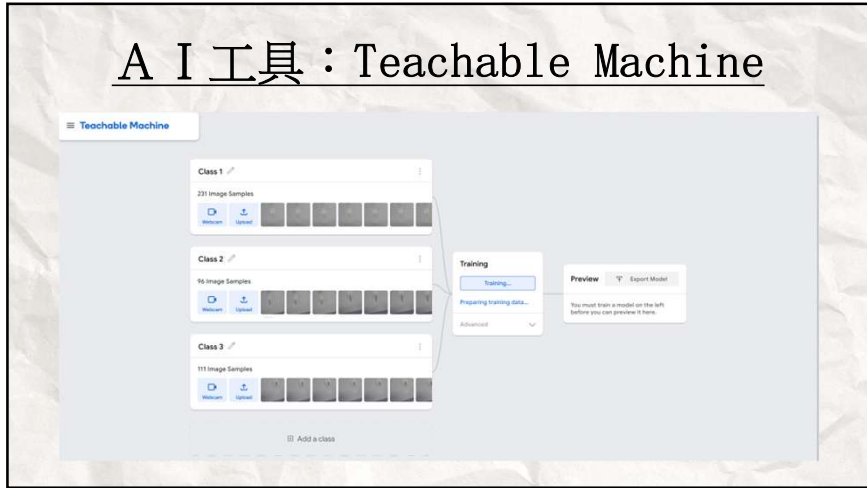 ＡＩ工具：Teachable Machine
Teachable Machine
Class 1
231 Image Samples
Webcam
Upload
Class 2
96 Image Samples
Webcam
Upload
Class 3
111 Image Samples
Webcam
Upload
Add a class
Training
Training...
Preparing training data...
Advanced
Preview
Export Model
You must train a model on the left
before you can preview it here.